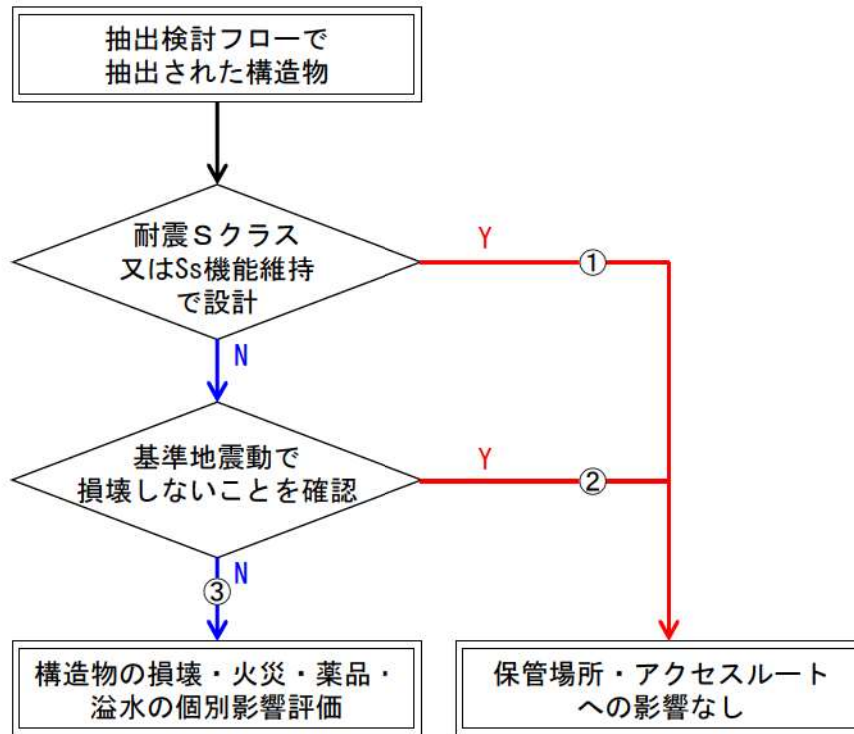 抽出検討フローで
抽出された構造物
耐震Sクラス
又はSs機能維持
で設計
Y
①
N
基準地震動で
損壊しないことを確認
Y
②
N
③
構造物の損壊・火災・薬品・
溢水の個別影響評価
保管場所・アクセスルート
への影響なし